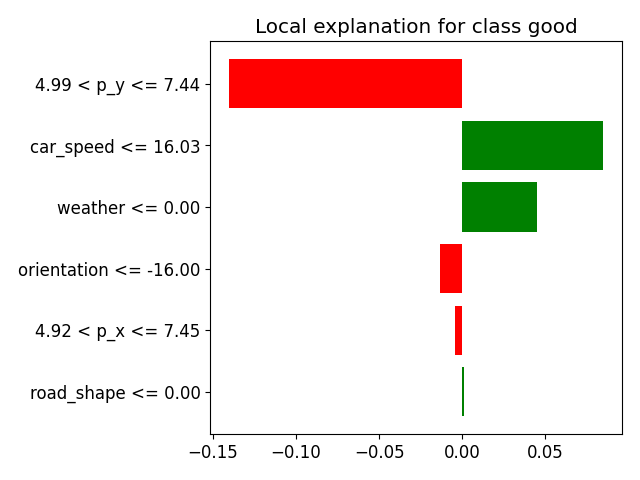 Local explanation for class good
4.99 < p_y <= 7.44
car_speed <= 16.03
weather <= 0.00
orientation <= -16.00
4.92 < p_x <= 7.45
road_shape <= 0.00
−0.15 −0.10 −0.05 0.00 0.05